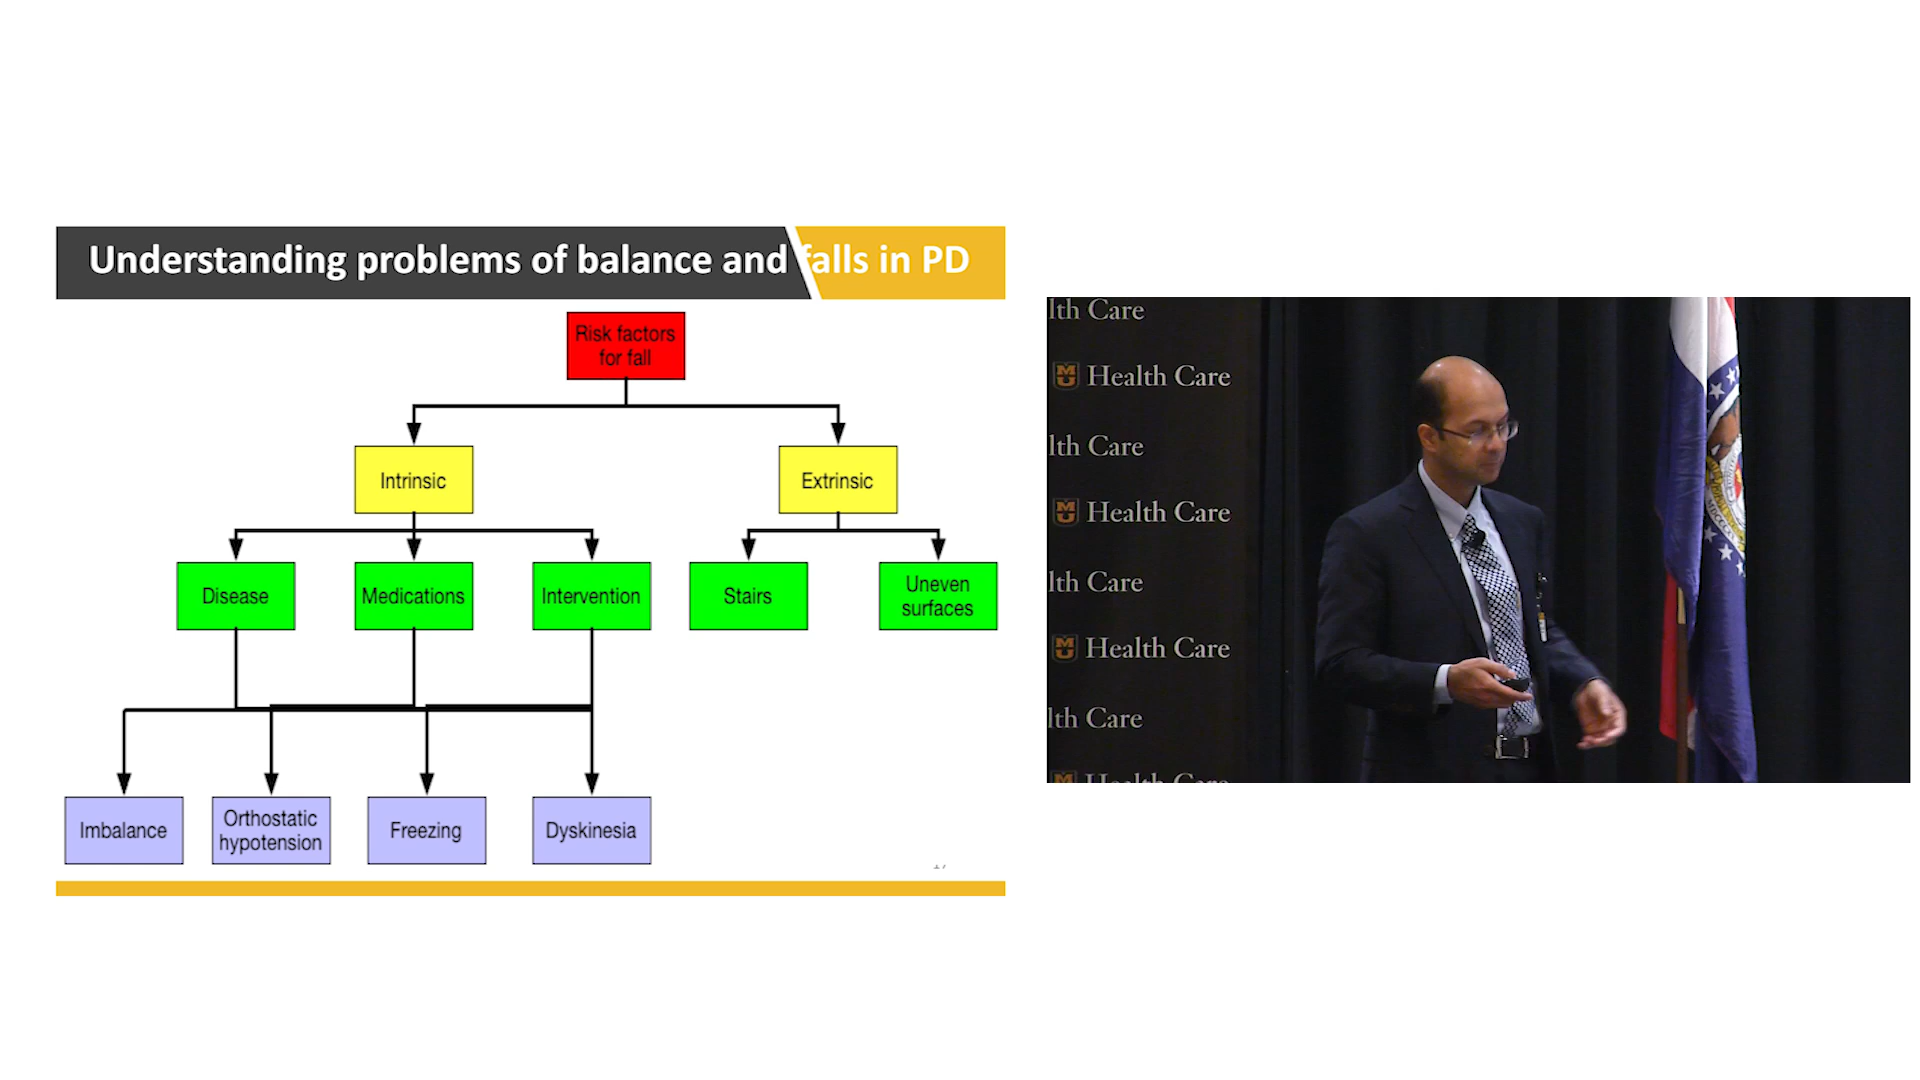 Understanding problems of balance and falls in PD
Risk factors
for fall
Intrinsic
Extrinsic
Disease
Medications
Intervention
Stairs
Uneven
surfaces
Imbalance
Orthostatic
hypotension
Freezing
Dyskinesia
lth Care
Health Care
lth Care
Health Care
lth Care
Health Care
lth Care
Health Care